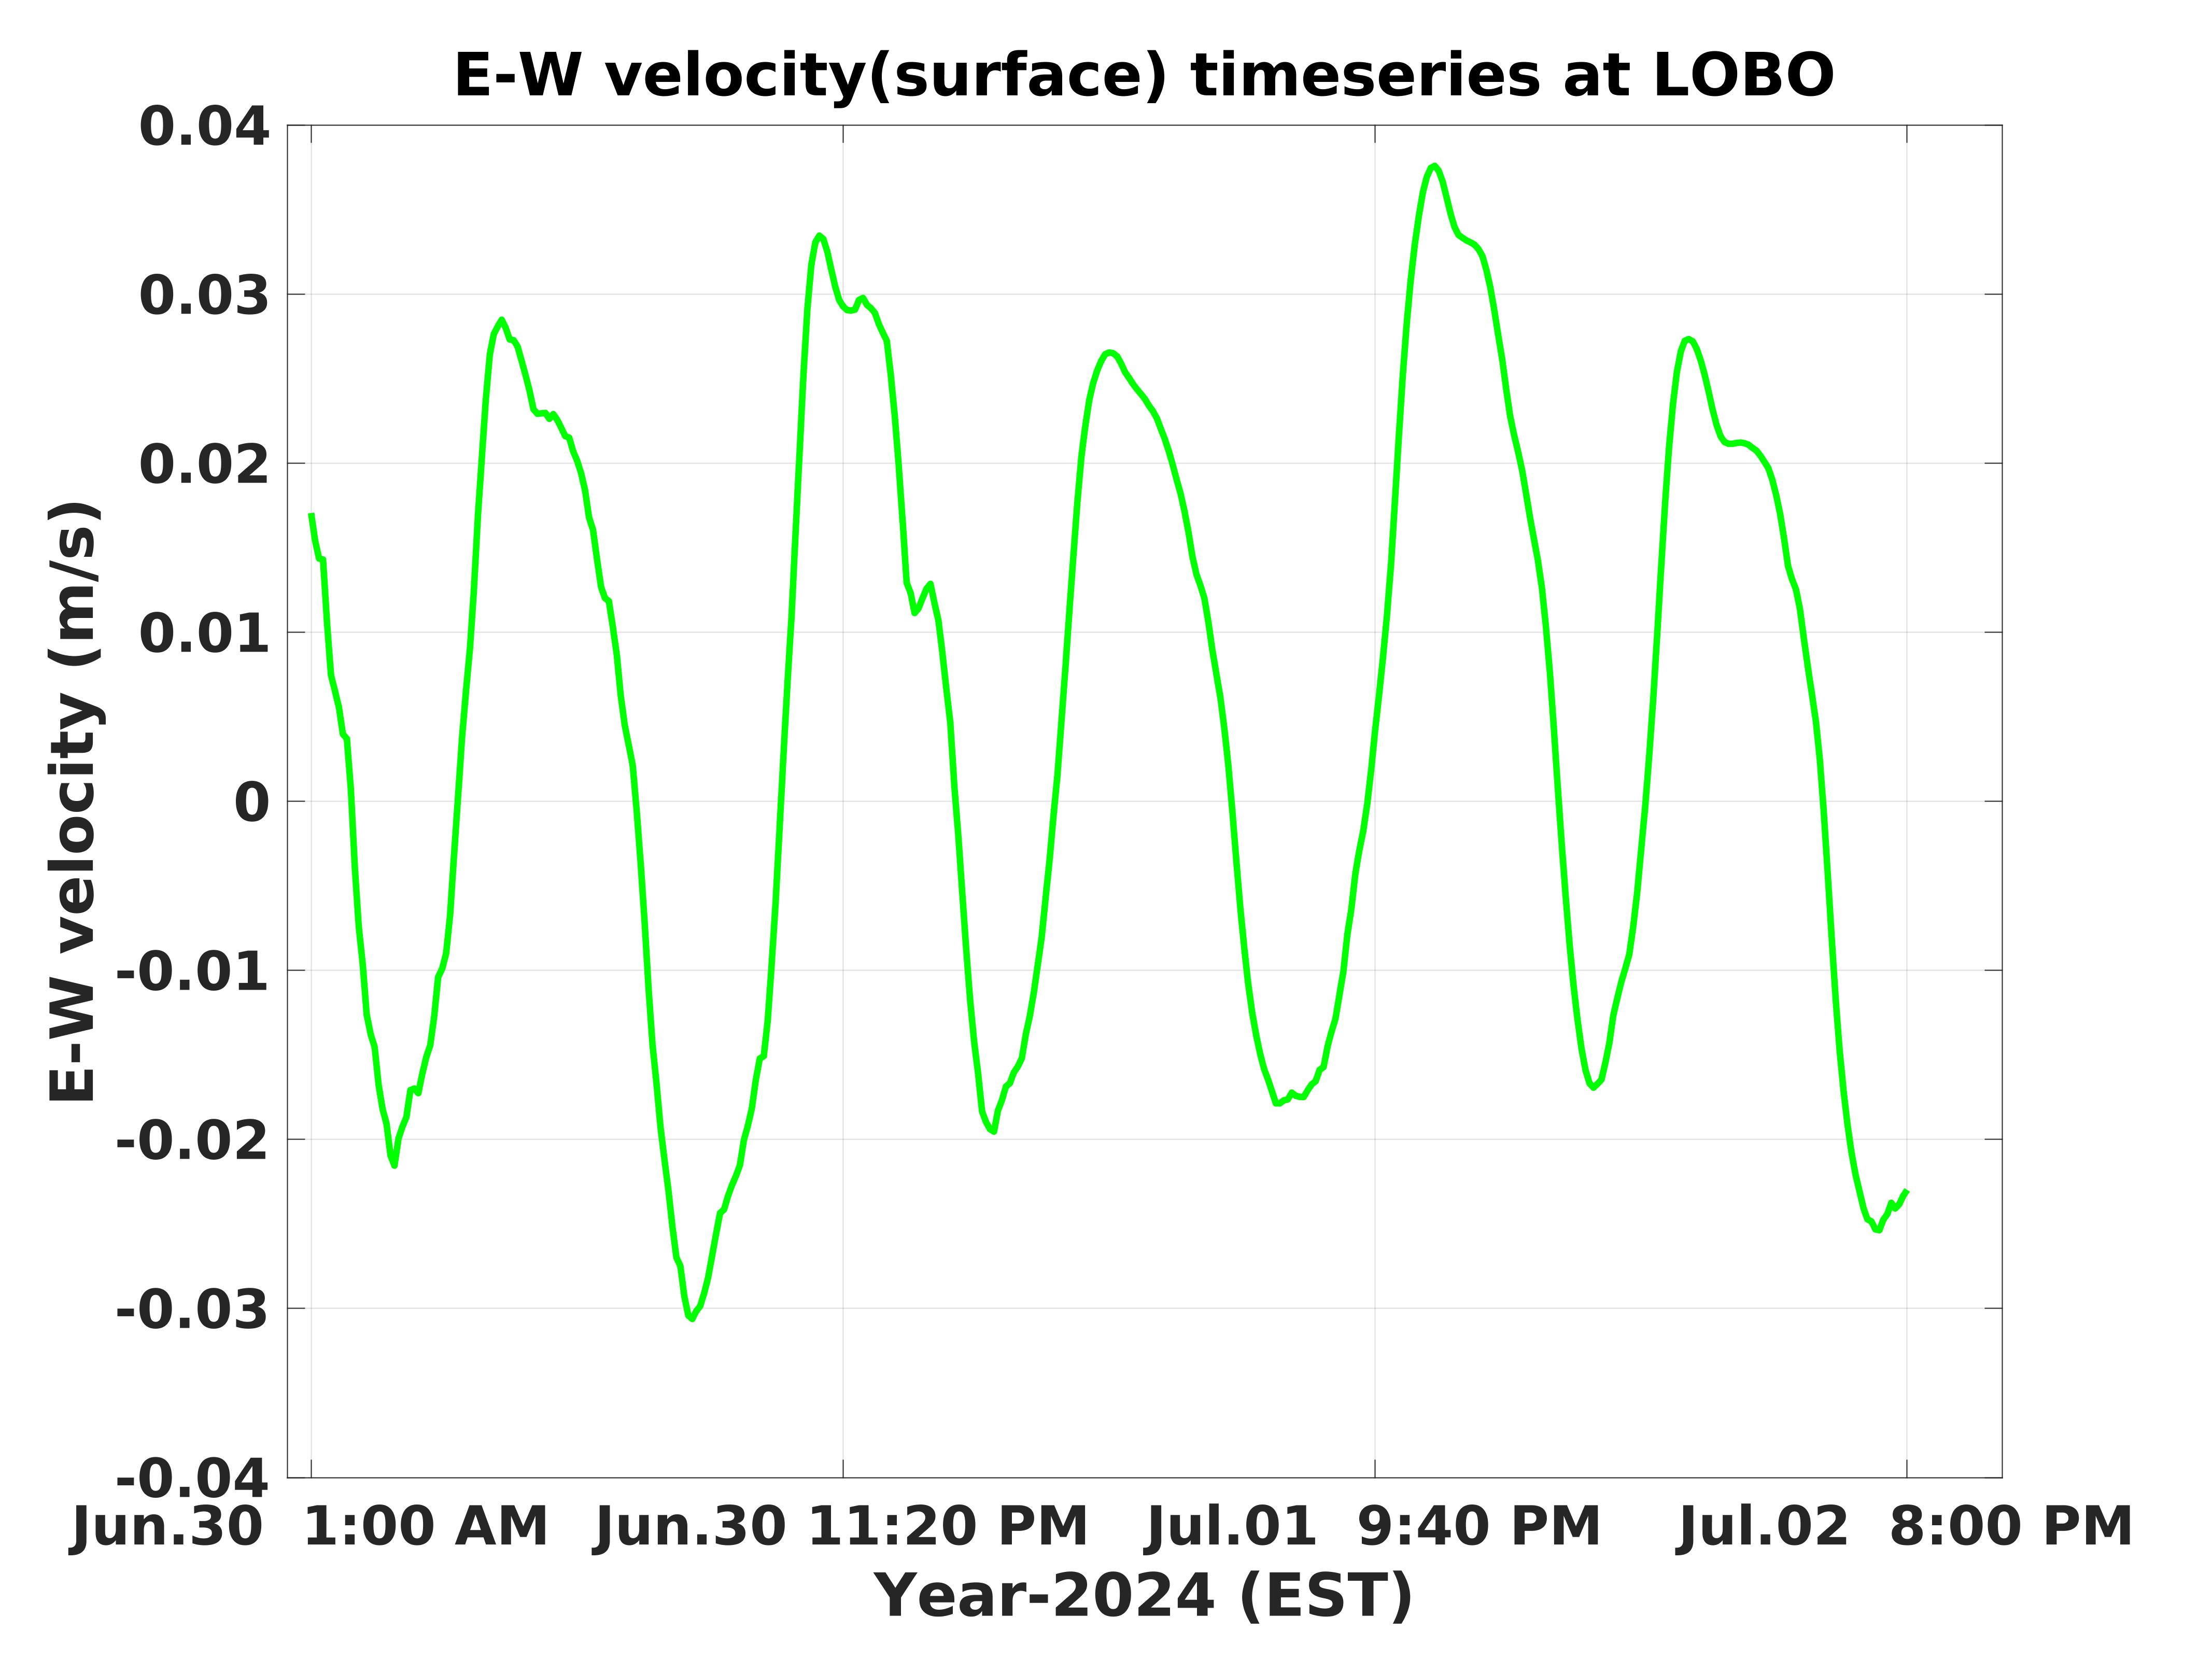 E-W velocity(surface) timeseries at LOBO
E-W velocity (m/s)
0.04
0.03
0.02
0.01
0
-0.01
-0.02
-0.03
-0.04
Jun.30 1:00 AM Jun.30 11:20 PM Jul.01 9:40 PM Jul.02 8:00 PM
Year-2024 (EST)